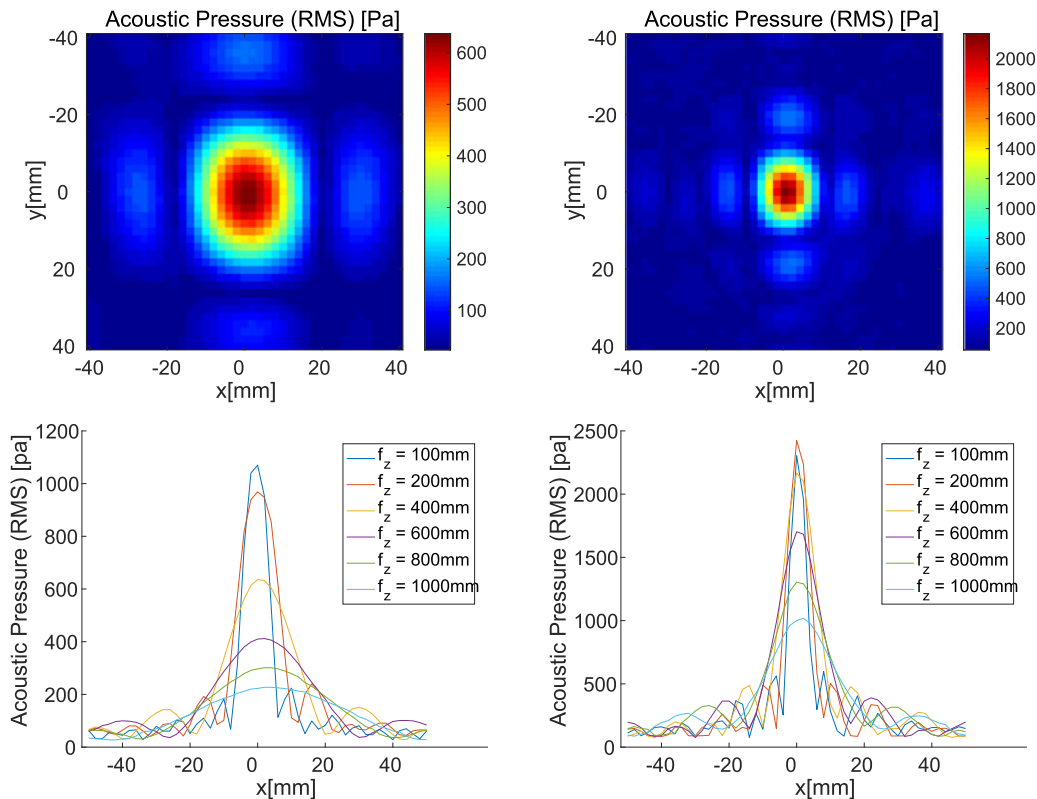 Acoustic Pressure (RMS) [Pa]
-40
-20
0
20
40
y[mm]
-40 -20 0 20 40
x[mm]
600
500
400
300
200
100
Acoustic Pressure (RMS) [Pa]
-40
-20
0
20
40
y[mm]
-40 -20 0 20 40
x[mm]
2000
1800
1600
1400
1200
1000
800
600
400
200
Acoustic Pressure (RMS) [pa]
1200
1000
800
600
400
200
0
-40 -20 0 20 40
x[mm]
f_z = 100mm
f_z = 200mm
f_z = 400mm
f_z = 600mm
f_z = 800mm
f_z = 1000mm
Acoustic Pressure (RMS) [pa]
2500
2000
1500
1000
500
0
-40 -20 0 20 40
x[mm]
f_z = 100mm
f_z = 200mm
f_z = 400mm
f_z = 600mm
f_z = 800mm
f_z = 1000mm